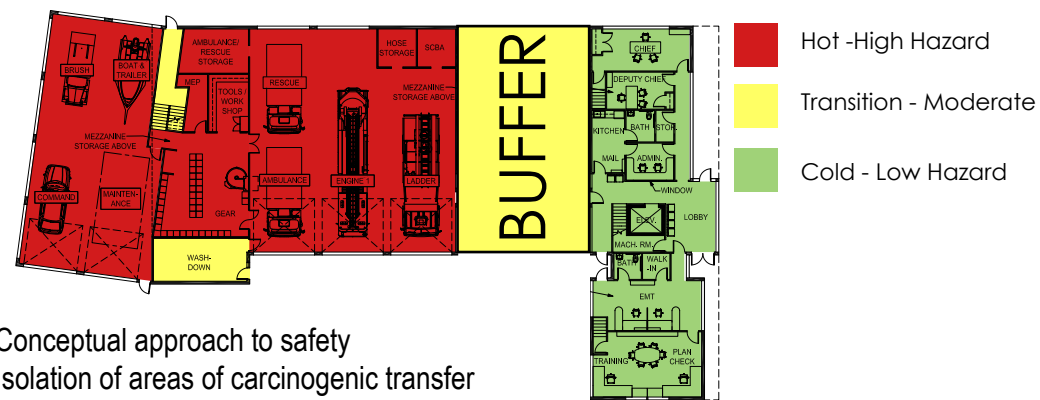 BRUSH
BOAT &
TRAILER
AMBULANCE/
RESCUE
STORAGE
MEP
TOOLS /
WORK
SHOP
MEZZANINE
STORAGE ABOVE
COMMAND
MAINTEN-
ANCE
GEAR
WASH-
DOWN
RESCUE
AMBULANCE
ENGINE 1
LADDER
HOSE
STORAGE
SCBA
MEZZANINE
STORAGE ABOVE
BUFFER
CHIEF
DEPUTY CHIEF
KITCHEN
BATH
STOR.
MAIL
ADMIN.
WINDOW
ELEV.
LOBBY
MACH. RM.
BATH
WALK
-IN
EMT
TRAINING
PLAN
CHECK
Hot -High Hazard
Transition - Moderate
Cold - Low Hazard
Conceptual approach to safety
solation of areas of carcinogenic transfer